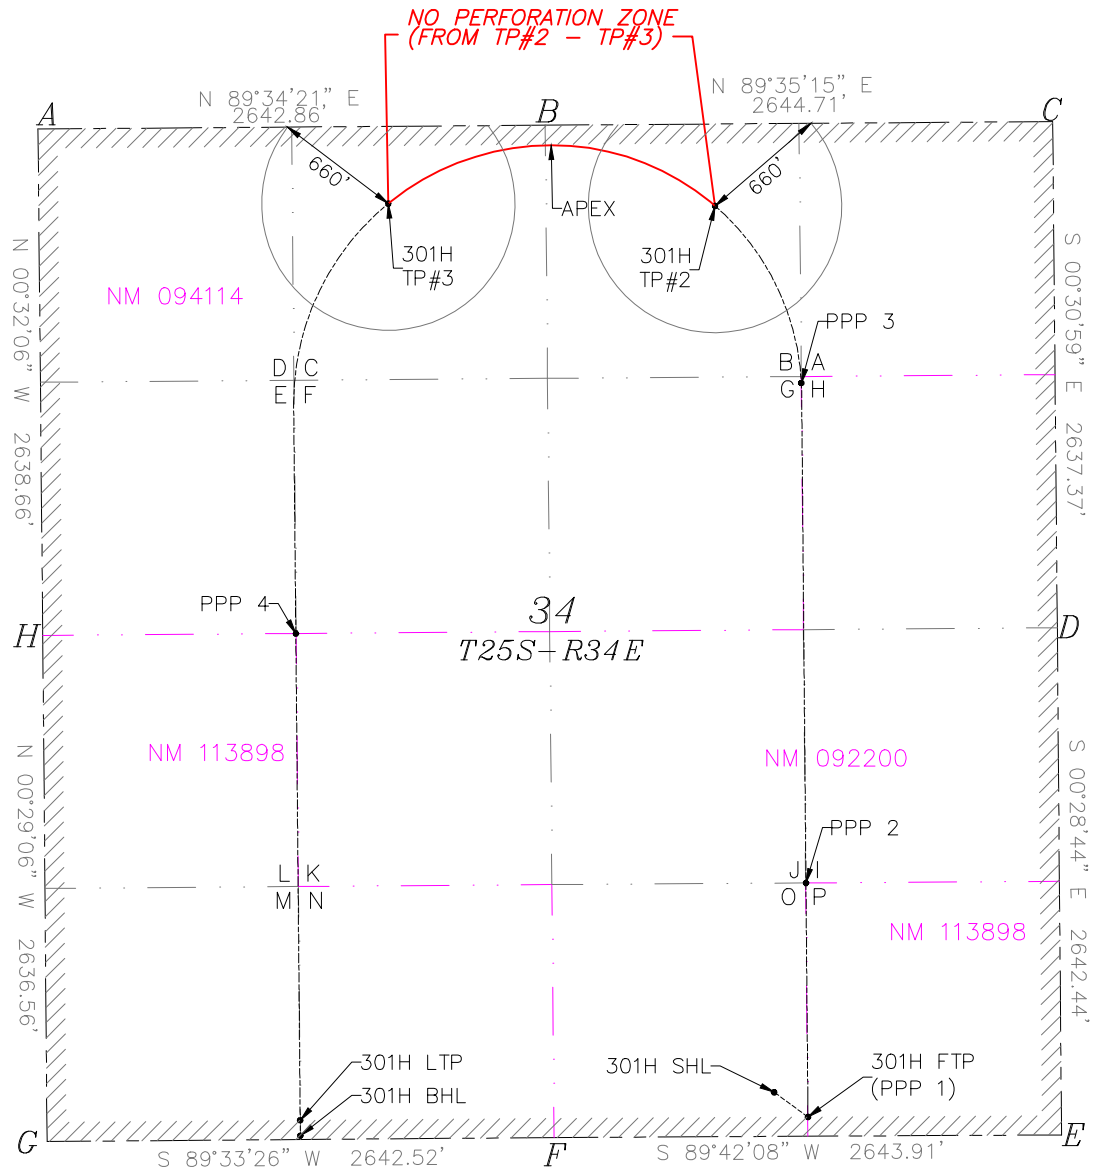 NO PERFORATION ZONE
(FROM TP#2 - TP#3)
N 89°34'21" E
2642.86'
N 89°35'15" E
2644.71'
A
B
C
660'
660'
APEX
301H
TP#3
301H
TP#2
N 00°32'06" W 2638.66'
S 00°30'59" E 2637.37'
NM 094114
PPP 3
D C
E F
B A
G H
PPP 4
34
T25S-R34E
H
D
NM 113898
NM 092200
N 00°29'06" W 2636.56'
S 00°28'44" E 2642.44'
PPP 2
L K
M N
J I
O P
NM 113898
301H LTP
301H BHL
301H SHL
301H FTP
(PPP 1)
G
F
E
S 89°33'26" W 2642.52'
S 89°42'08" W 2643.91'